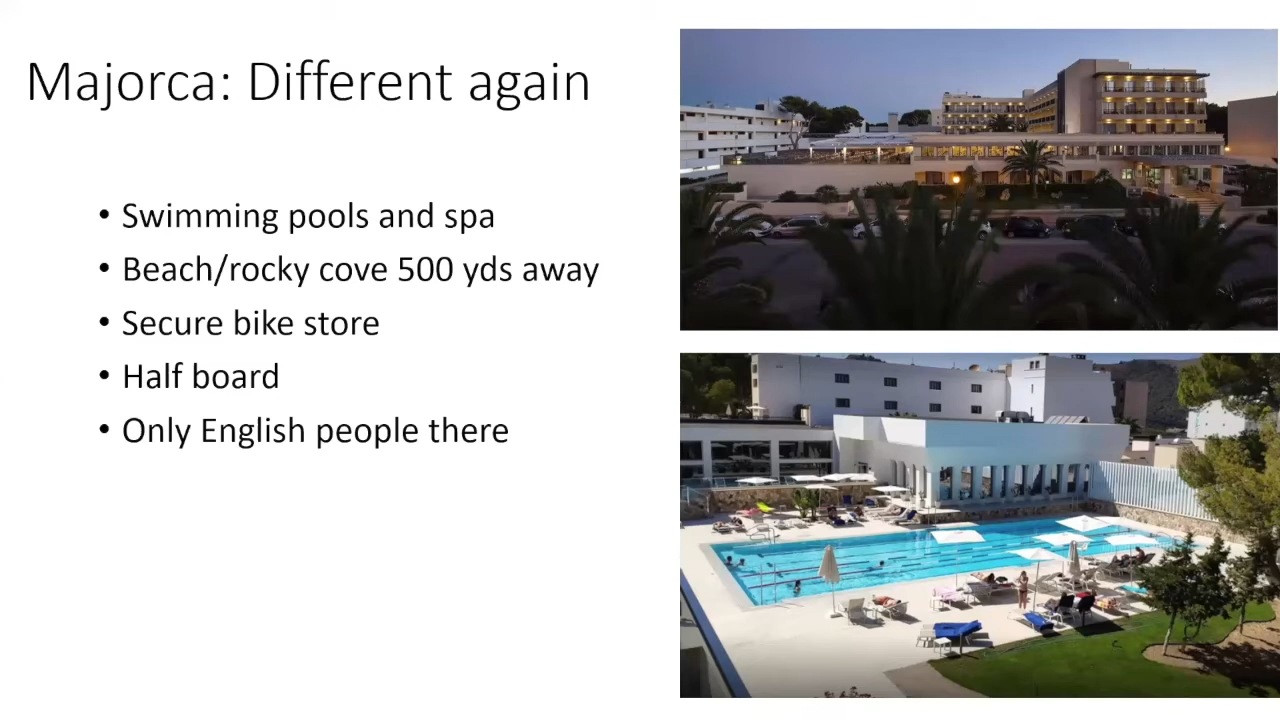 Majorca: Different again
• Swimming pools and spa
• Beach/rocky cove 500 yds away
• Secure bike store
• Half board
• Only English people there